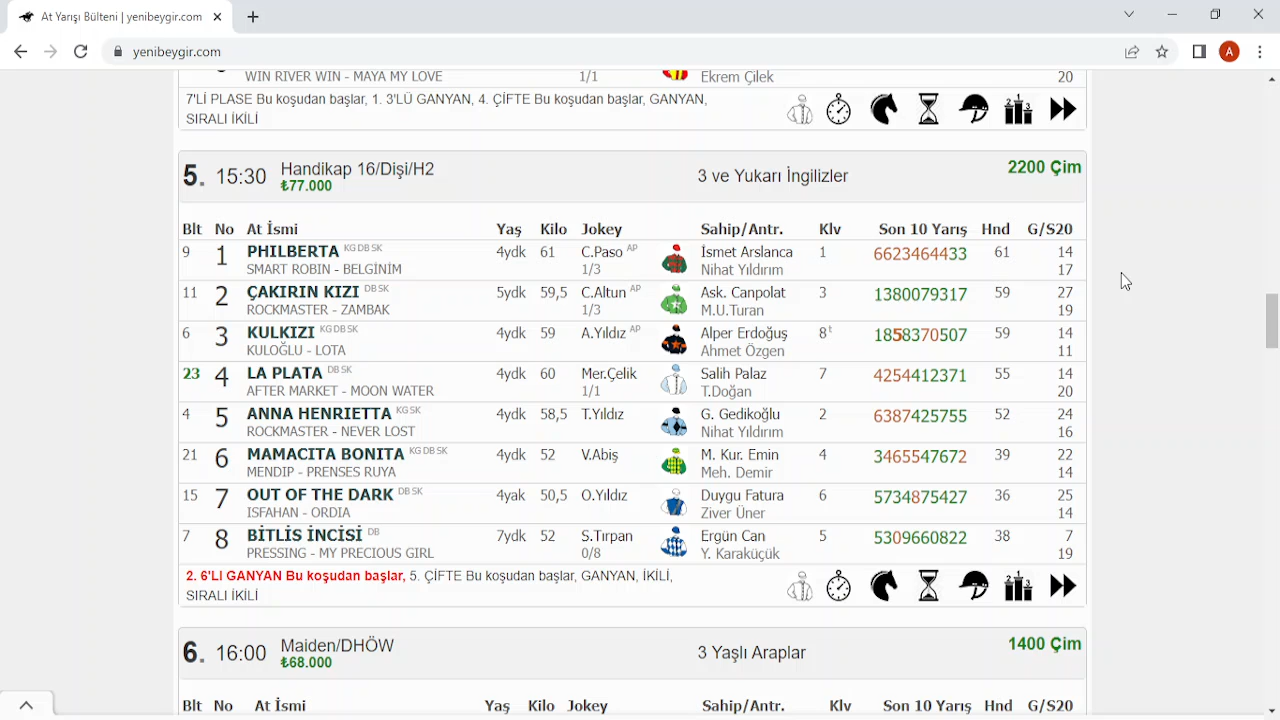 At Yarışı Bülteni | yenibeygir.com
yenibeygir.com
A
WIN RIVER WIN - MAYA MY LOVE 1/1 Ekrem Çilek 20
7'Lİ PLASE Bu koşudan başlar, 1. 3'LÜ GANYAN, 4. ÇİFTE Bu koşudan başlar, GANYAN,
SIRALI İKİLİ
5. 15:30 Handikap 16/Dişi/H2 3 ve Yukarı İngilizler 2200 Çim
₺77.000
Blt No At İsmi Yaş Kilo Jokey Sahip/Antr. Klv Son 10 Yarış Hnd G/S20
9 1 PHILBERTA KG DB SK 4ydk 61 C.Paso AP İsmet Arslanca 1 6623464433 61 14
SMART ROBIN - BELGİNİM 1/3 Nihat Yıldırım 17
11 2 ÇAKIRIN KIZI DB SK 5ydk 59,5 C.Altun AP Ask. Canpolat 3 1380079317 59 27
ROCKMASTER - ZAMBAK 1/3 M.U.Turan 19
6 3 KULKIZI KG DB SK 4ydk 59 A.Yıldız AP Alper Erdoğuş 8t 1858370507 59 14
KULOĞLU - LOTA Ahmet Özgen 11
23 4 LA PLATA DB SK 4ydk 60 Mer.Çelik Salih Palaz 7 4254412371 55 14
AFTER MARKET - MOON WATER 1/1 T.Doğan 20
4 5 ANNA HENRIETTA KG SK 4ydk 58,5 T.Yıldız G. Gedikoğlu 2 6387425755 52 24
ROCKMASTER - NEVER LOST Nihat Yıldırım 16
21 6 MAMACITA BONITA KG DB SK 4ydk 52 V.Abiş M. Kur. Emin 4 3465547672 39 22
MENDIP - PRENSES RUYA Meh. Demir 14
15 7 OUT OF THE DARK DB SK 4yak 50,5 O.Yıldız Duygu Fatura 6 5734875427 36 25
ISFAHAN - ORDIA Ziver Üner 14
7 8 BİTLİS İNCİSİ DB 7ydk 52 S.Tırpan Ergün Can 5 5309660822 38 7
PRESSING - MY PRECIOUS GIRL 0/8 Y. Karaküçük 19
2. 6'LI GANYAN Bu koşudan başlar, 5. ÇİFTE Bu koşudan başlar, GANYAN, İKİLİ,
SIRALI İKİLİ
6. 16:00 Maiden/DHÖW 3 Yaşlı Araplar 1400 Çim
₺68.000
Blt No At İsmi Yaş Kilo Jokey Sahip/Antr. Klv Son 10 Yarış Hnd G/S20